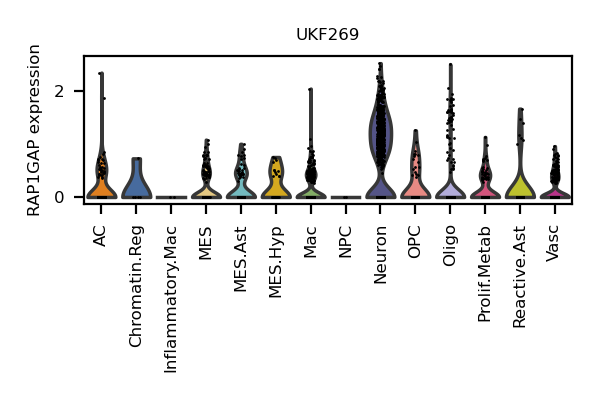 UKF269
RAP1GAP expression
2
0
AC
Chromatin.Reg
Inflammatory.Mac
MES
MES.Ast
MES.Hyp
Mac
NPC
Neuron
OPC
Oligo
Prolif.Metab
Reactive.Ast
Vasc